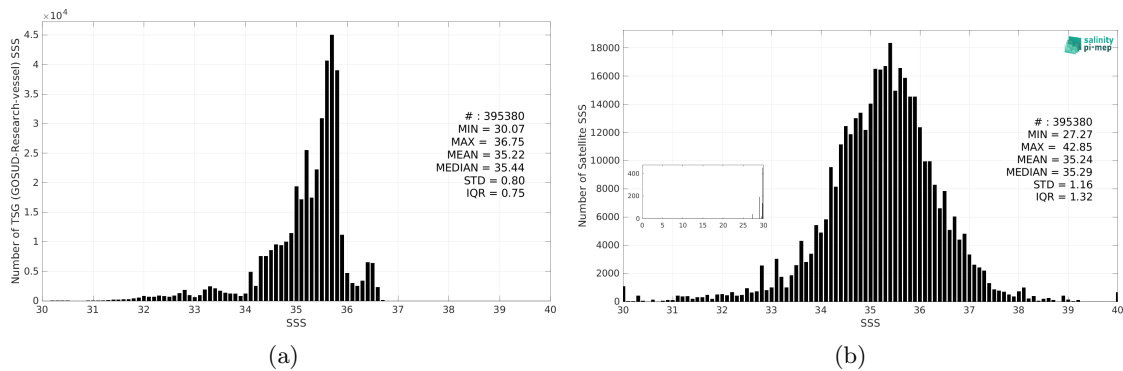 ×10⁴
4.5
4
3.5
3
2.5
2
1.5
1
0.5
0
Number of TSG (GOSUD-Research-vessel) SSS
# : 395380
MIN = 30.07
MAX = 36.75
MEAN = 35.22
MEDIAN = 35.44
STD = 0.80
IQR = 0.75
30 31 32 33 34 35 36 37 38 39 40
SSS
(a)
salinity
pi-mep
18000
16000
14000
12000
10000
8000
6000
4000
2000
0
Number of Satellite SSS
# : 395380
MIN = 27.27
MAX = 42.85
MEAN = 35.24
MEDIAN = 35.29
STD = 1.16
IQR = 1.32
400
200
0
0 5 10 15 20 25 30
30 31 32 33 34 35 36 37 38 39 40
SSS
(b)